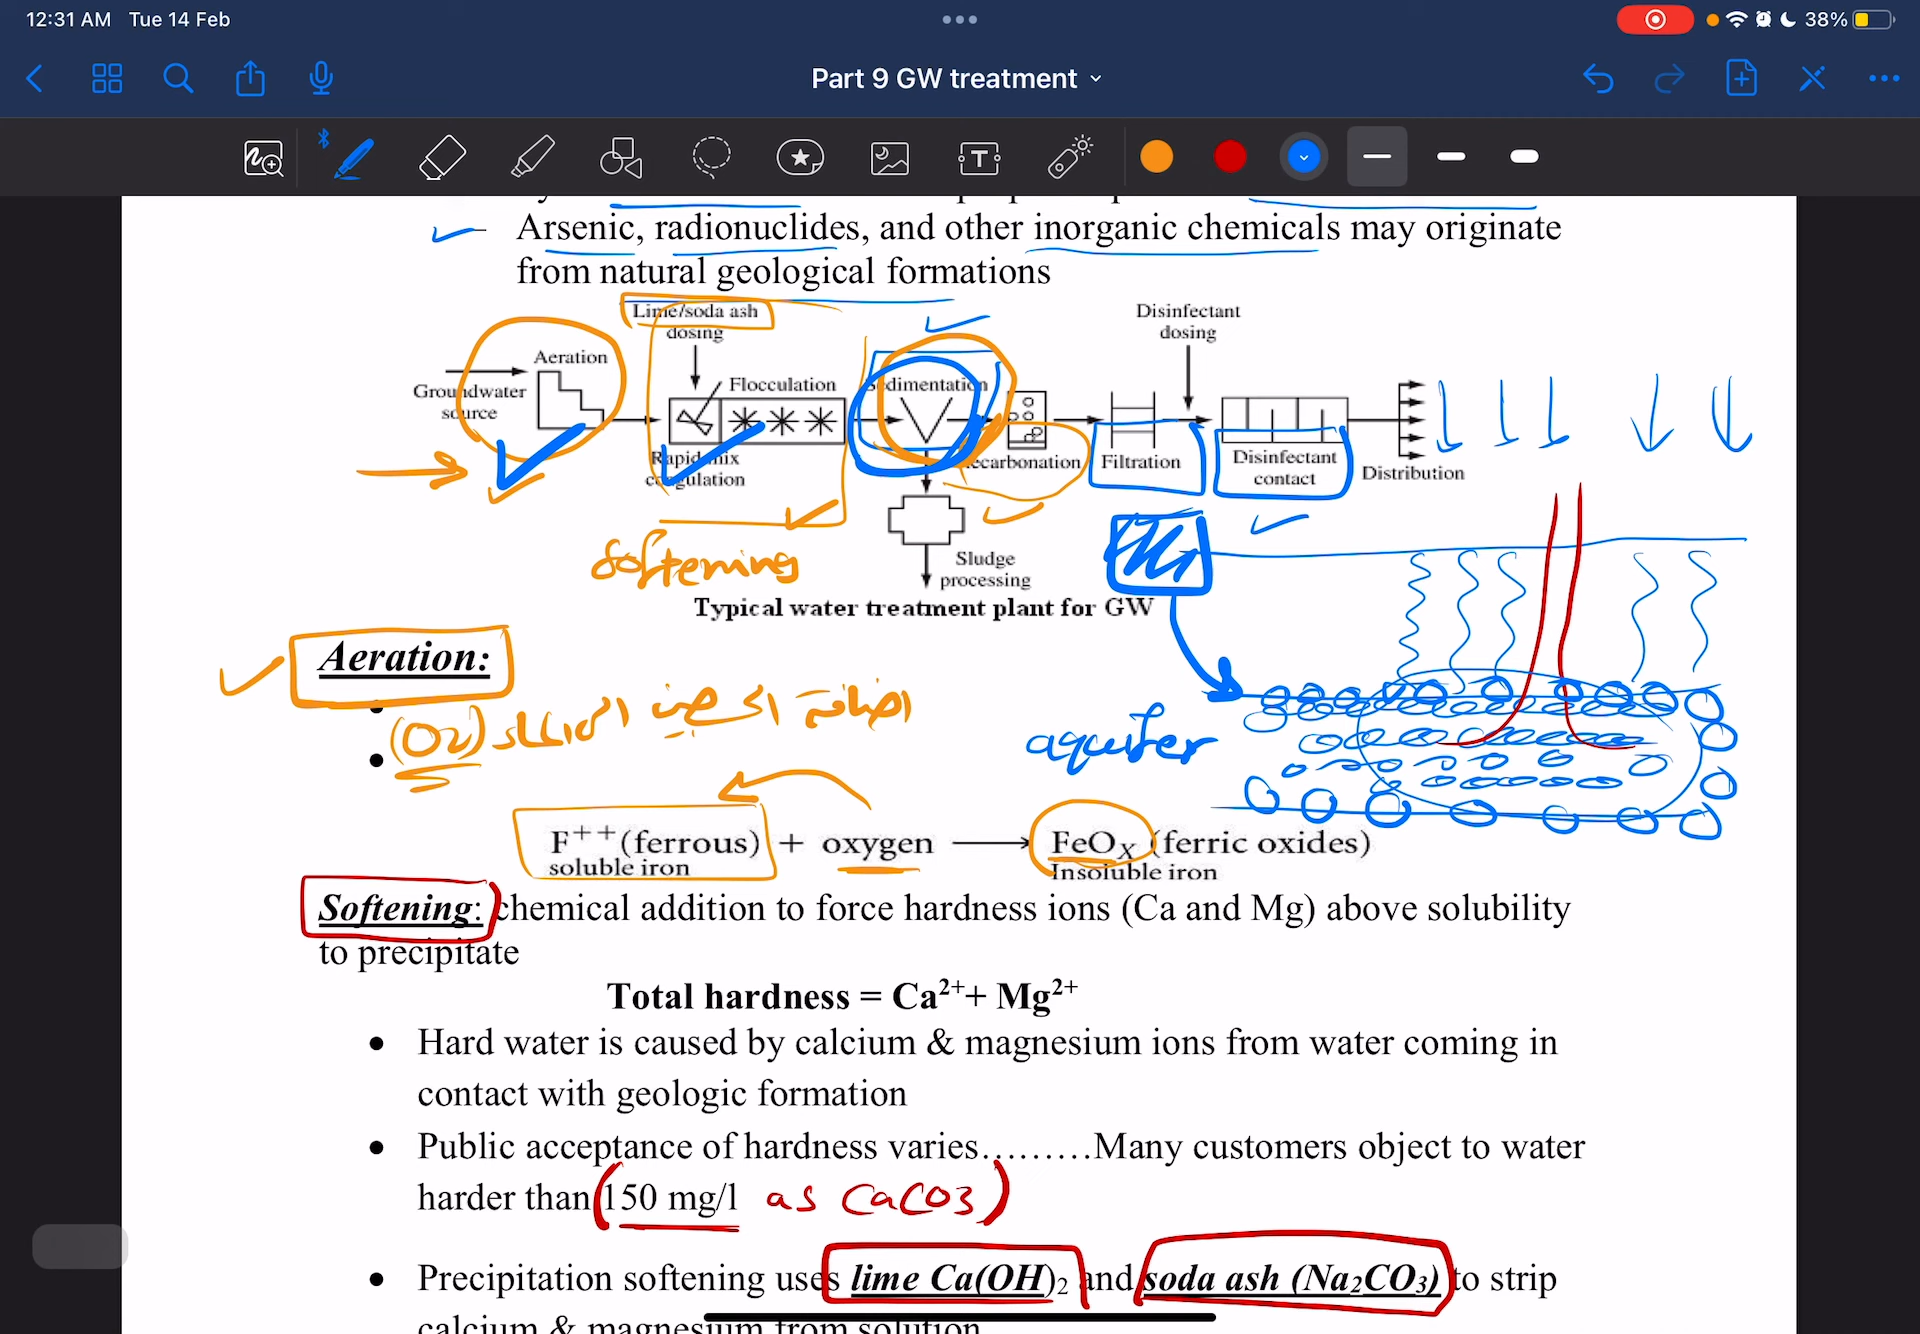 12:31 AM Tue 14 Feb
38%
Part 9 GW treatment
Arsenic, radionuclides, and other inorganic chemicals may originate
from natural geological formations
Lime/soda ash
dosing
Disinfectant
dosing
Aeration
Groundwater
source
Flocculation
Sedimentation
Rapid mix
coagulation
Recarbonation
Filtration
Disinfectant
contact
Distribution
softening
Sludge
processing
Typical water treatment plant for GW
Aeration:
اضافة الاكسجين الى الماء (O2)
aquifer
F++ (ferrous) + oxygen → FeOX (ferric oxides)
soluble iron
Insoluble iron
Softening: chemical addition to force hardness ions (Ca and Mg) above solubility
to precipitate
Total hardness = Ca2++ Mg2+
Hard water is caused by calcium & magnesium ions from water coming in
contact with geologic formation
Public acceptance of hardness varies.........Many customers object to water
harder than (150 mg/l as CaCO3)
Precipitation softening uses lime Ca(OH)2 and soda ash (Na2CO3) to strip
calcium & magnesium from solution